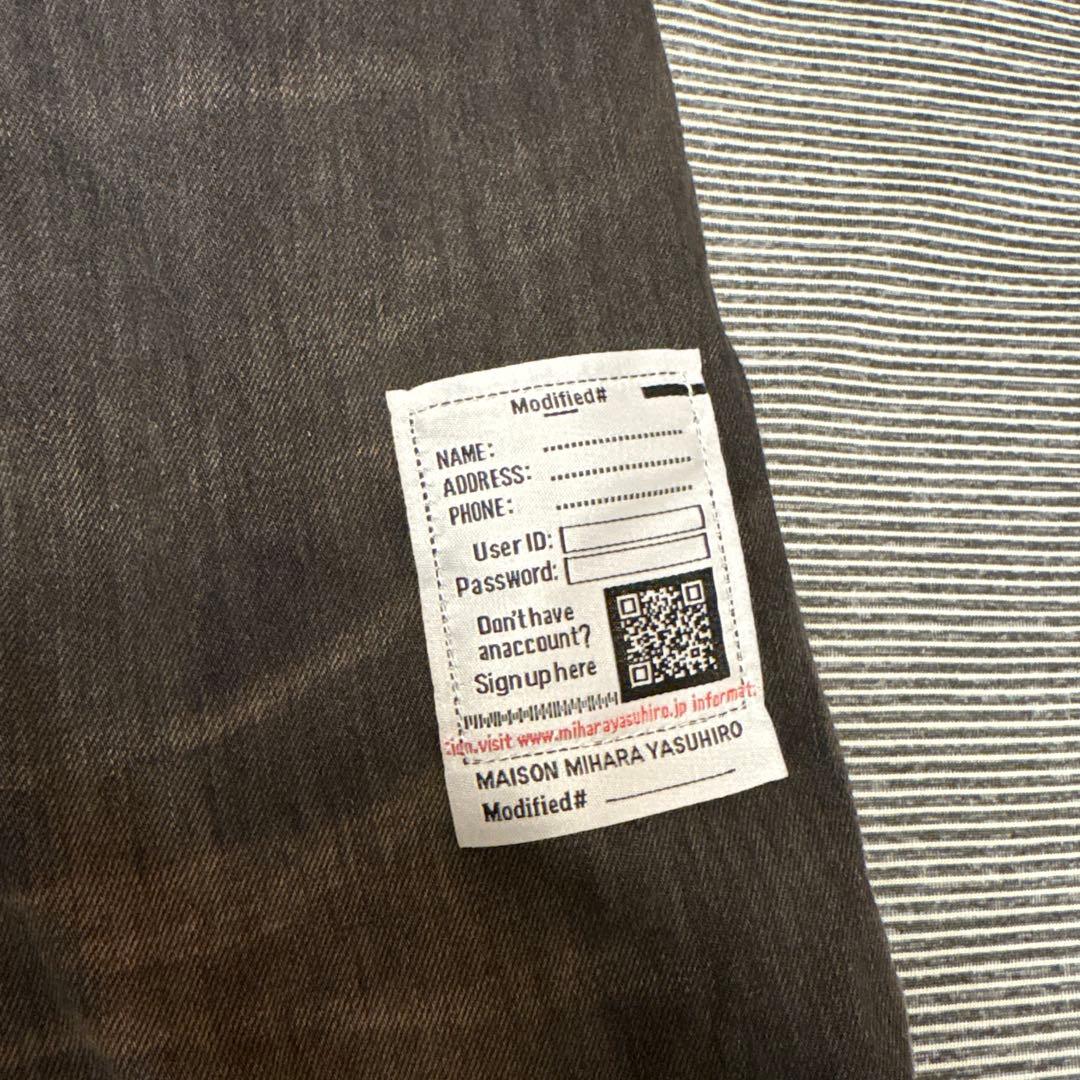 Modified#
NAME:
ADDRESS:
PHONE:
User ID:
Password:
Don't have
anaccount?
Sign up here
www.miharayasuhiro.jp informat
.visit
MAISON MIHARA YASUHIRO
Modified#